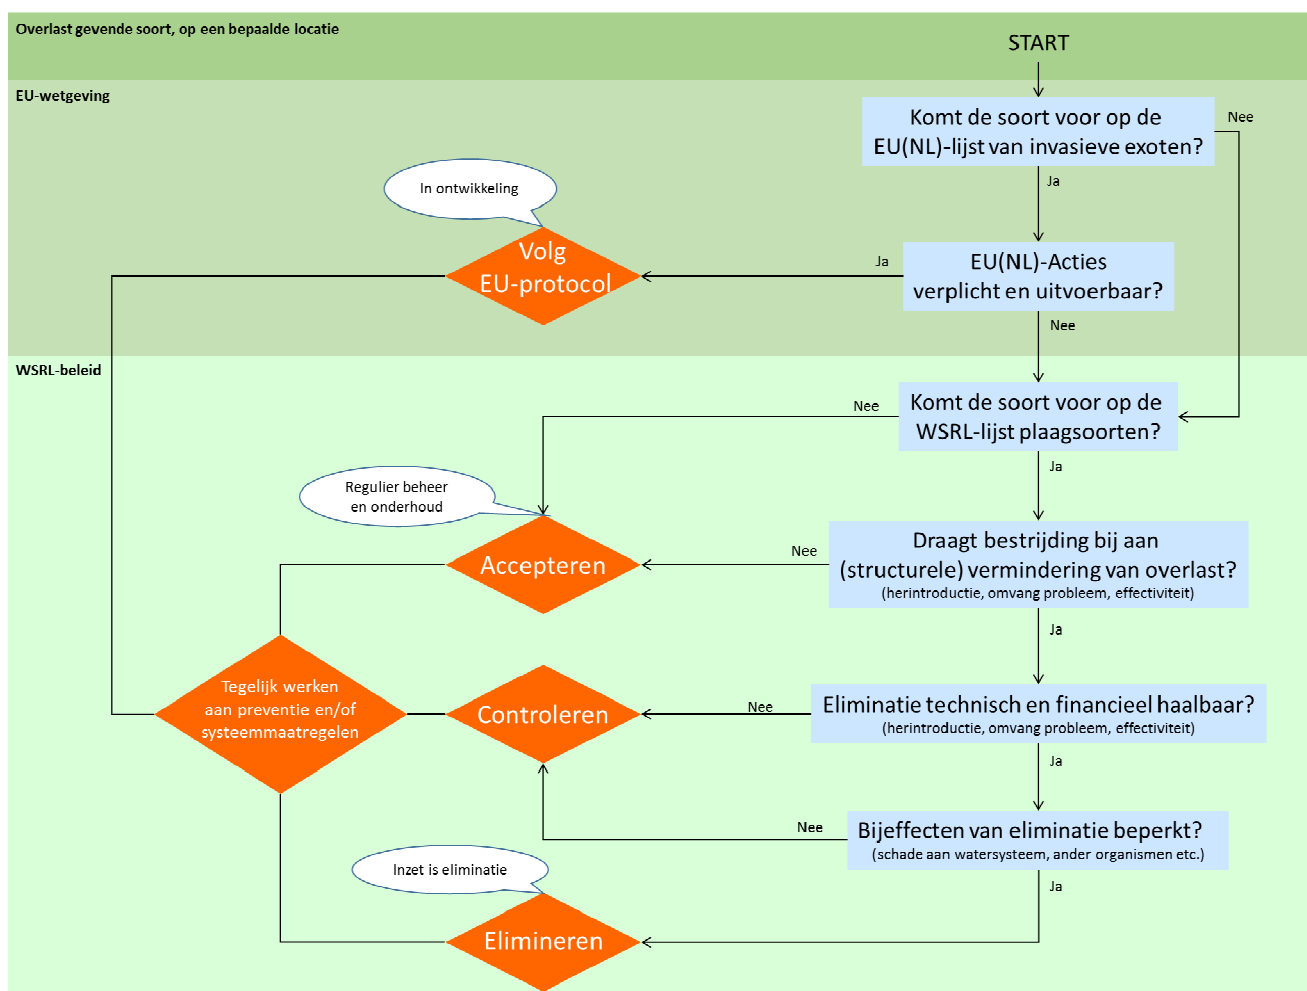 Overlast gevende soort, op een bepaalde locatie
START
EU-wetgeving
Komt de soort voor op de
EU(NL)-lijst van invasieve exoten?
Nee
Ja
In ontwikkeling
Volg
EU-protocol
Ja
EU(NL)-Acties
verplicht en uitvoerbaar?
Nee
WSRL-beleid
Komt de soort voor op de
WSRL-lijst plaagsoorten?
Nee
Ja
Regulier beheer
en onderhoud
Accepteren
Nee
Draagt bestrijding bij aan
(structurele) vermindering van overlast?
(herintroductie, omvang probleem, effectiviteit)
Ja
Tegelijk werken
aan preventie en/of
systeemmaatregelen
Controleren
Nee
Eliminatie technisch en financieel haalbaar?
(herintroductie, omvang probleem, effectiviteit)
Ja
Nee
Bijeffecten van eliminatie beperkt?
(schade aan watersysteem, ander organismen etc.)
Ja
Inzet is eliminatie
Elimineren